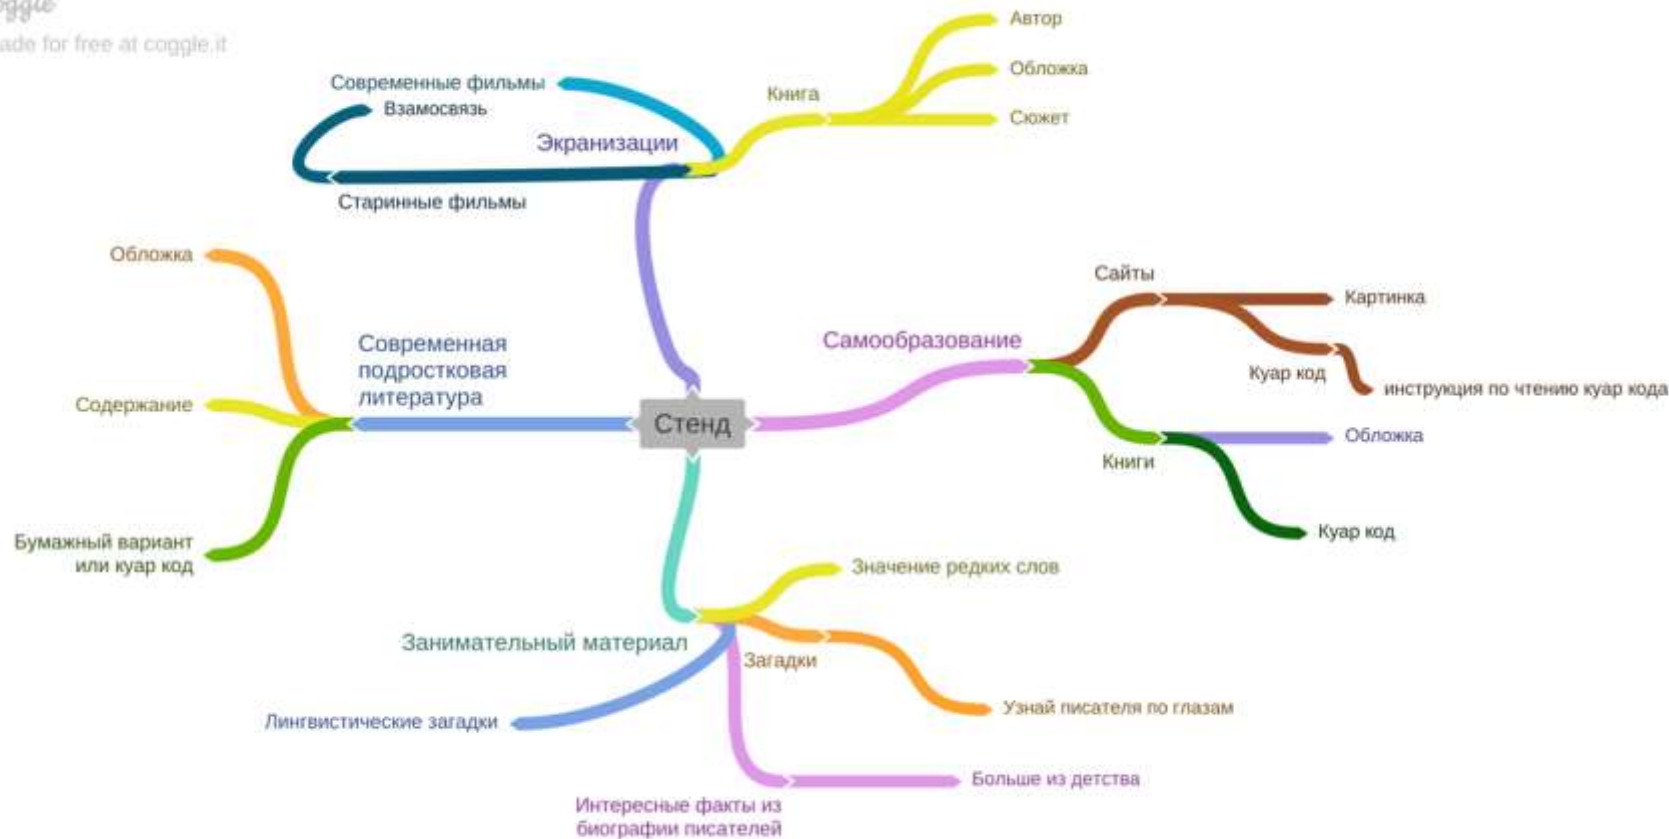 oggle
ade for free at coggle.it
Автор
Обложка
Сюжет
Книга
Современные фильмы
Взамосвязь
Экранизации
Старинные фильмы
Обложка
Содержание
Бумажный вариант
или куар код
Современная
подростковая
литература
Стенд
Самообразование
Сайты
Картинка
Куар код
инструкция по чтению куар кода
Книги
Обложка
Куар код
Занимательный материал
Значение редких слов
Загадки
Узнай писателя по глазам
Лингвистические загадки
Интересные факты из
биографии писателей
Больше из детства